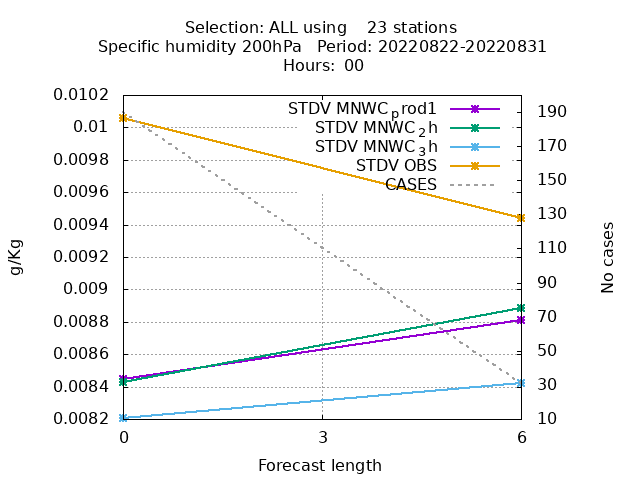 Selection: ALL using    23 stations
Specific humidity 200hPa   Period: 20220822-20220831
Hours:  00
STDV MNWCprod1
STDV MNWC2h
STDV MNWC3h
STDV OBS
CASES
0.0102
0.01
0.0098
0.0096
0.0094
0.0092
0.009
0.0088
0.0086
0.0084
0.0082
190
170
150
130
110
90
70
50
30
10
g/Kg
No cases
0 3 6
Forecast length